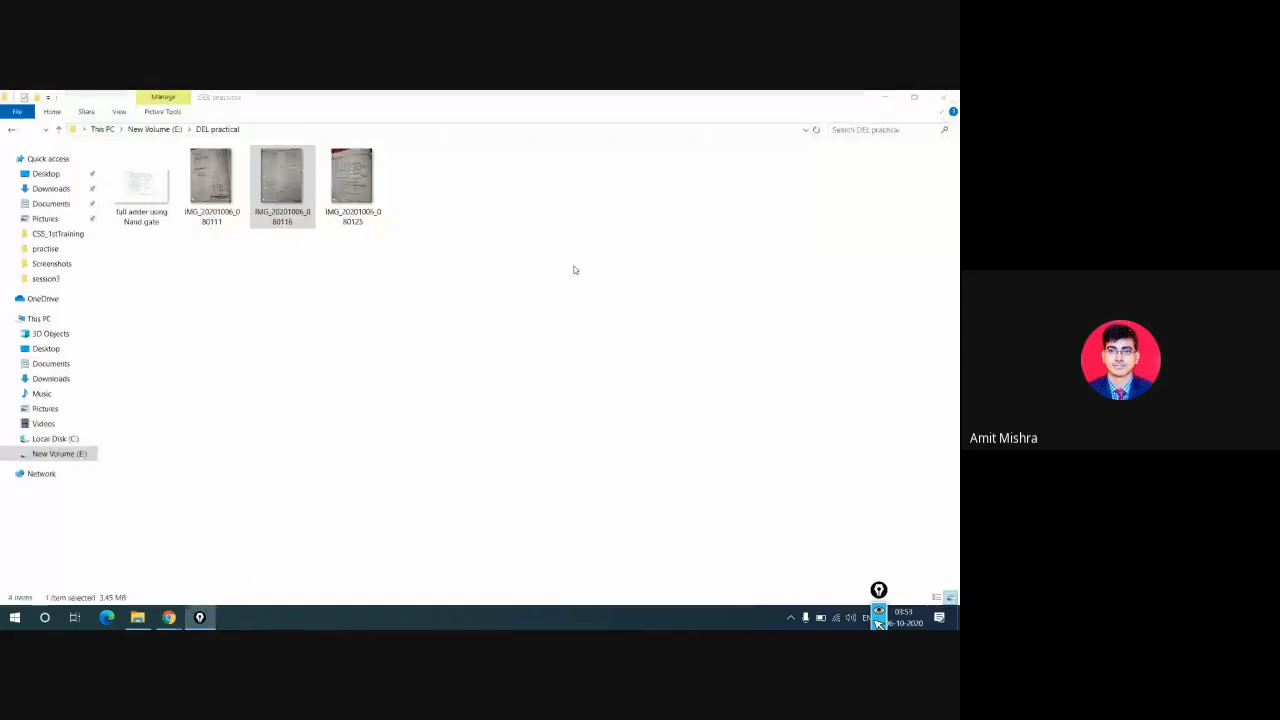 Manage
DEL practical
File
Home
Share
View
Picture Tools
This PC
New Volume (E:)
DEL practical
Search DEL practical
Quick access
Desktop
Downloads
Documents
Pictures
CSS_1stTraining
practise
Screenshots
session3
OneDrive
This PC
3D Objects
Desktop
Documents
Downloads
Music
Pictures
Videos
Local Disk (C:)
New Volume (E:)
Network
full adder using
Nand gate
IMG_20201006_0
80111
IMG_20201006_0
80116
IMG_20201006_0
80125
4 items
1 item selected 3.45 MB
03:53
06-10-2020
Amit Mishra